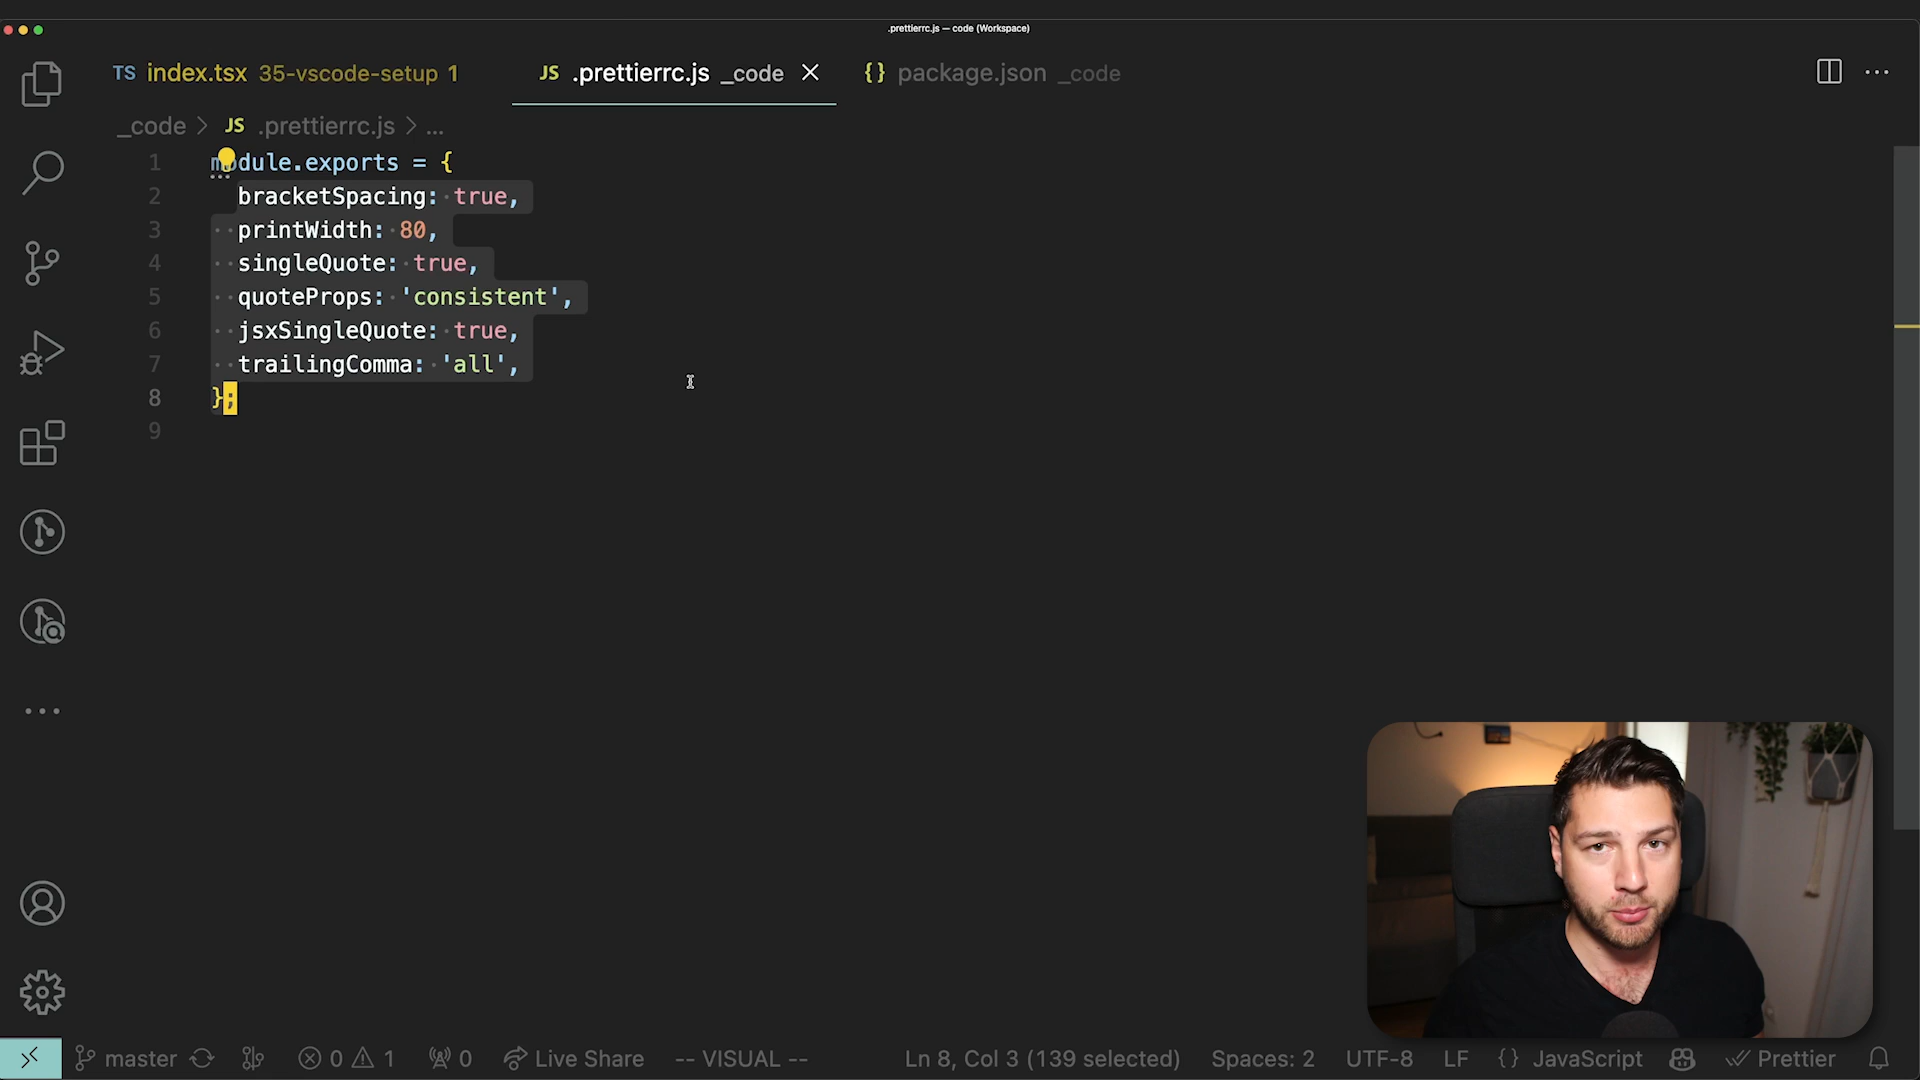 .prettierrc.js — code (Workspace)
TS index.tsx 35-vscode-setup 1
JS .prettierrc.js _code
{} package.json _code
_code > JS .prettierrc.js > ...
1 module.exports = {
2 bracketSpacing: true,
3 printWidth: 80,
4 singleQuote: true,
5 quoteProps: 'consistent',
6 jsxSingleQuote: true,
7 trailingComma: 'all',
8 };
9
master 0 1 0 Live Share -- VISUAL -- Ln 8, Col 3 (139 selected) Spaces: 2 UTF-8 LF {} JavaScript Prettier